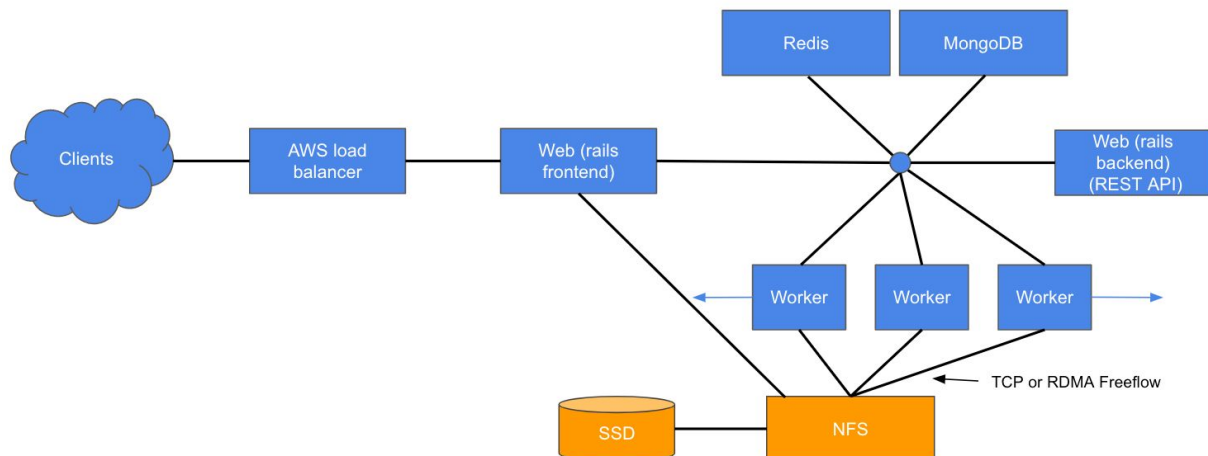 Redis
MongoDB
Clients
AWS load
balancer
Web (rails
frontend)
Web (rails
backend)
(REST API)
Worker
Worker
Worker
TCP or RDMA Freeflow
SSD
NFS